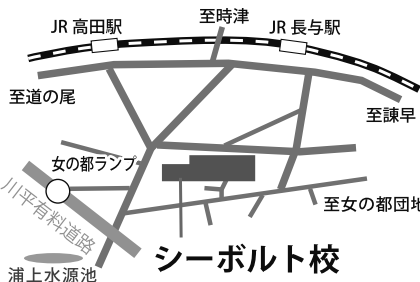 JR 高田駅
至時津
JR 長与駅
至道の尾
至諫早
女の都ランプ
川平有料道路
至女の都団地
シーボルト校
浦上水源池